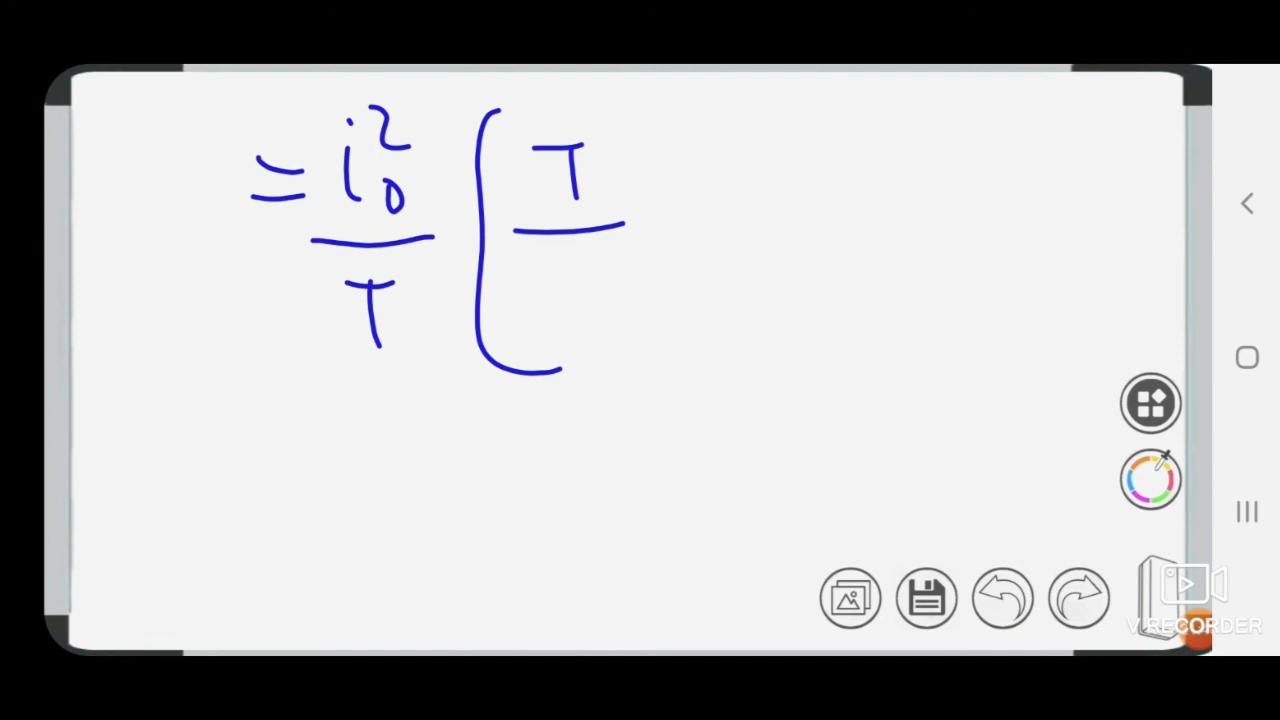 = i₀² / T [ T /
V RECORDER